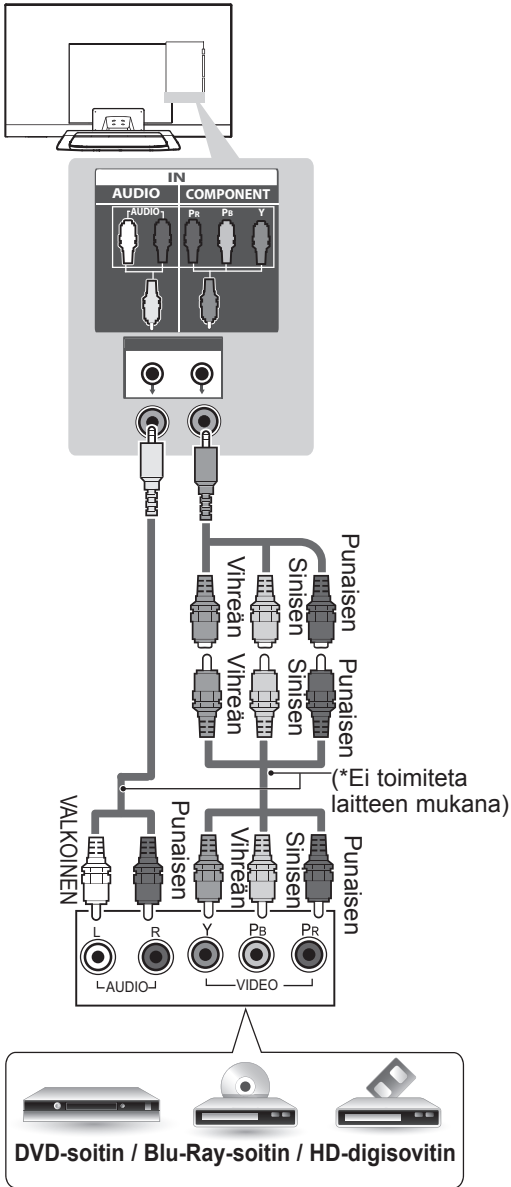 IN
AUDIO COMPONENT
AUDIO PR PB Y
Punaisen
Sinisen
Vihreän
Punaisen
Sinisen
Vihreän
(*Ei toimiteta
laitteen mukana)
VALKOINEN
Punaisen
Vihreän
Sinisen
Punaisen
L R Y PB PR
AUDIO VIDEO
DVD-soitin / Blu-Ray-soitin / HD-digisovitin